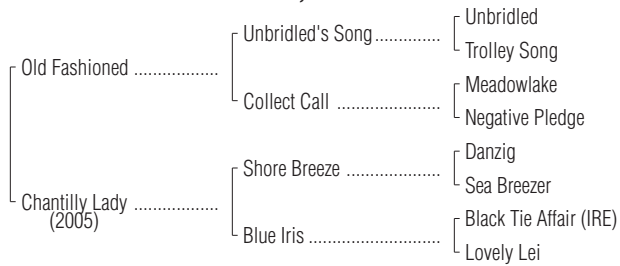 Unbridled
Unbridled's Song..............
Trolley Song
Old Fashioned ..................
Meadowlake
Collect Call ......................
Negative Pledge
Danzig
Shore Breeze ....................
Sea Breezer
Chantilly Lady ..................
(2005)
Black Tie Affair (IRE)
Blue Iris ............................
Lovely Lei